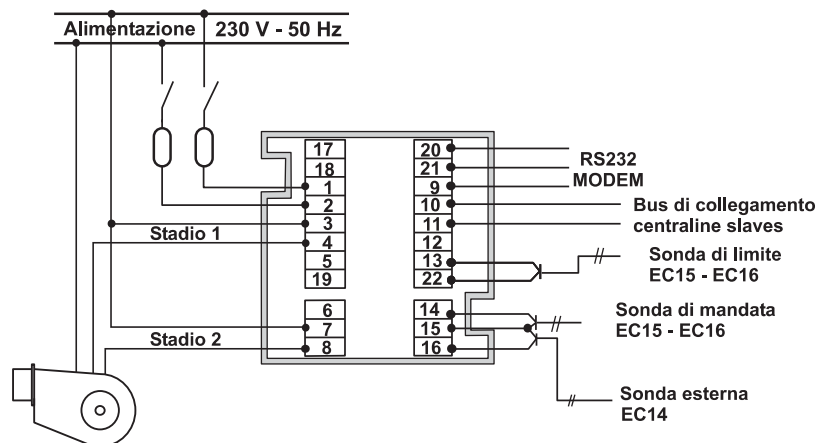 Alimentazione 230 V - 50 Hz
17
18
1
2
3
4
5
19
6
7
8
Stadio 1
Stadio 2
20
21
9
10
11
12
13
22
14
15
16
RS232
MODEM
Bus di collegamento
centraline slaves
Sonda di limite
EC15 - EC16
Sonda di mandata
EC15 - EC16
Sonda esterna
EC14